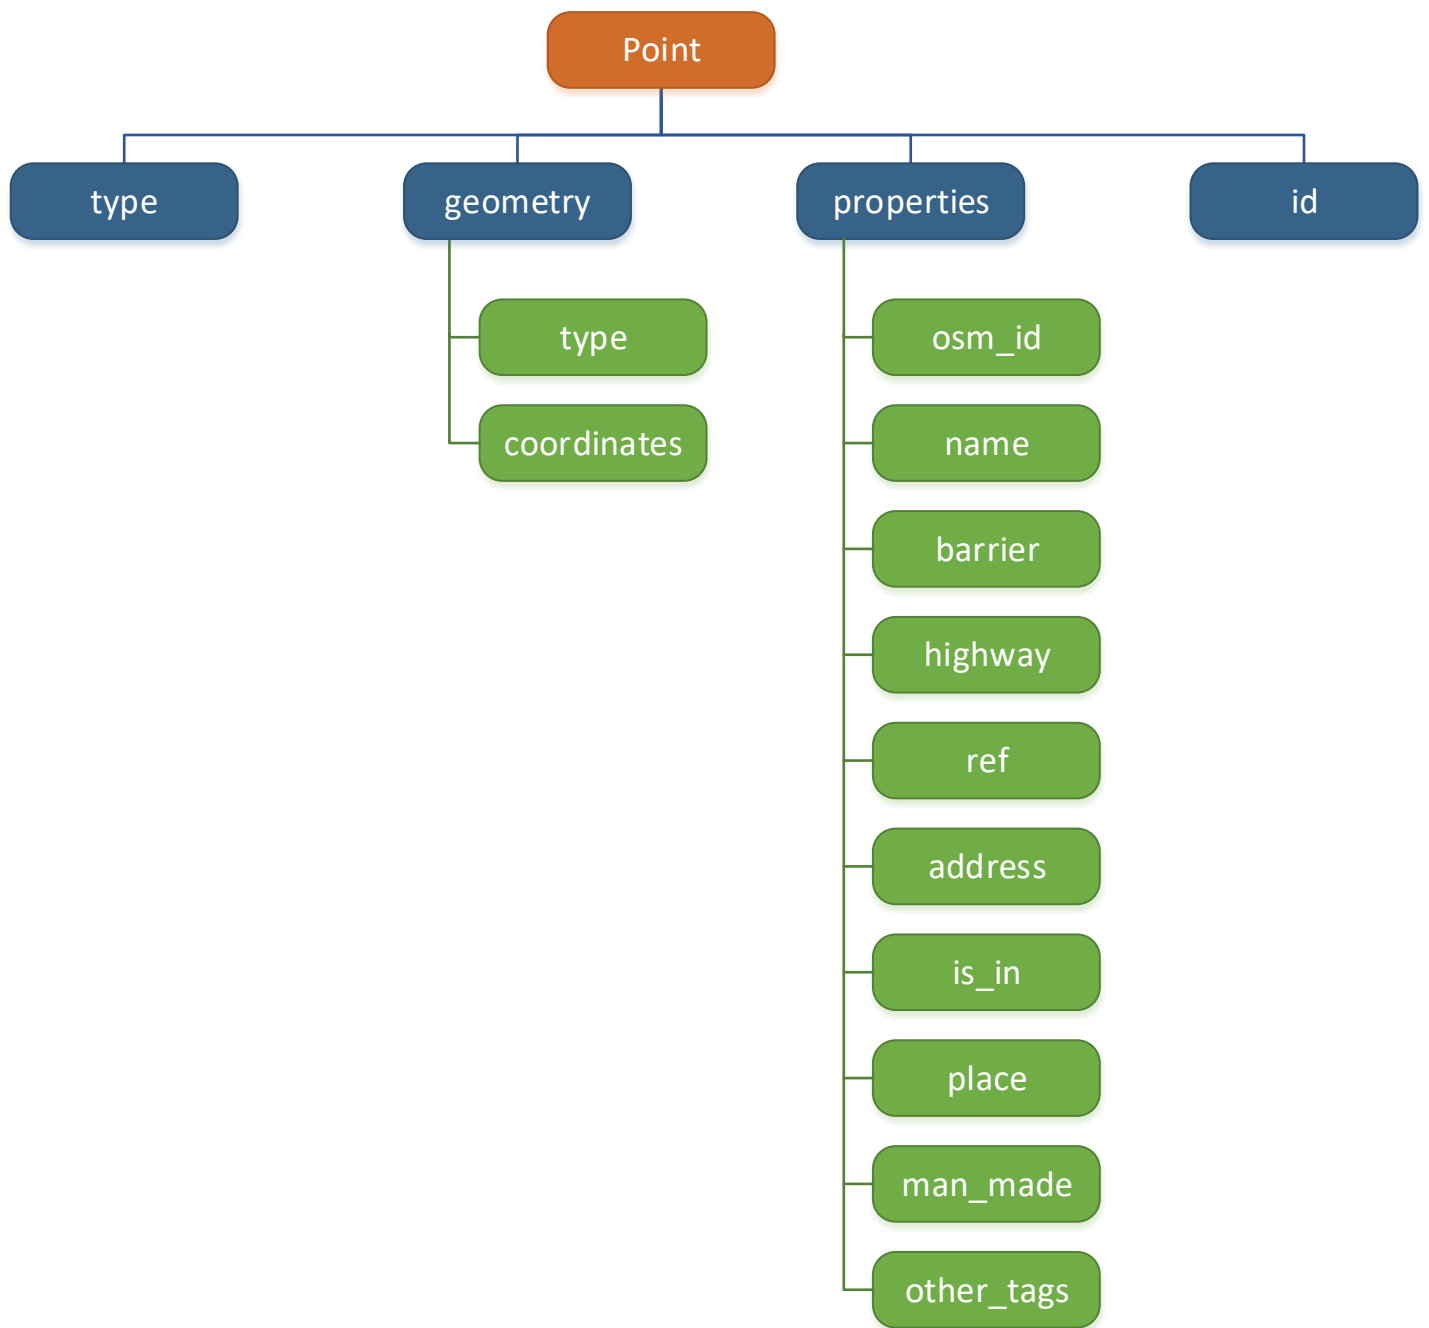 Point
type
geometry
properties
id
type
coordinates
osm_id
name
barrier
highway
ref
address
is_in
place
man_made
other_tags